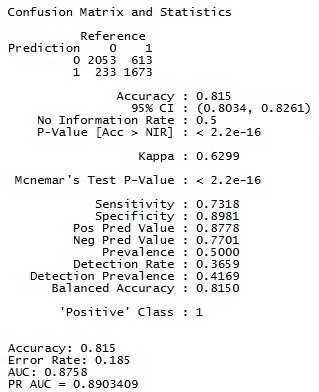 Confusion Matrix and Statistics
Reference
Prediction 0 1
0 2053 613
1 233 1673
Accuracy : 0.815
95% CI : (0.8034, 0.8261)
No Information Rate : 0.5
P-Value [Acc > NIR] : < 2.2e-16
Kappa : 0.6299
Mcnemar's Test P-Value : < 2.2e-16
Sensitivity : 0.7318
Specificity : 0.8981
Pos Pred Value : 0.8778
Neg Pred Value : 0.7701
Prevalence : 0.5000
Detection Rate : 0.3659
Detection Prevalence : 0.4169
Balanced Accuracy : 0.8150
'Positive' Class : 1
Accuracy: 0.815
Error Rate: 0.185
AUC: 0.8758
PR AUC = 0.8903409